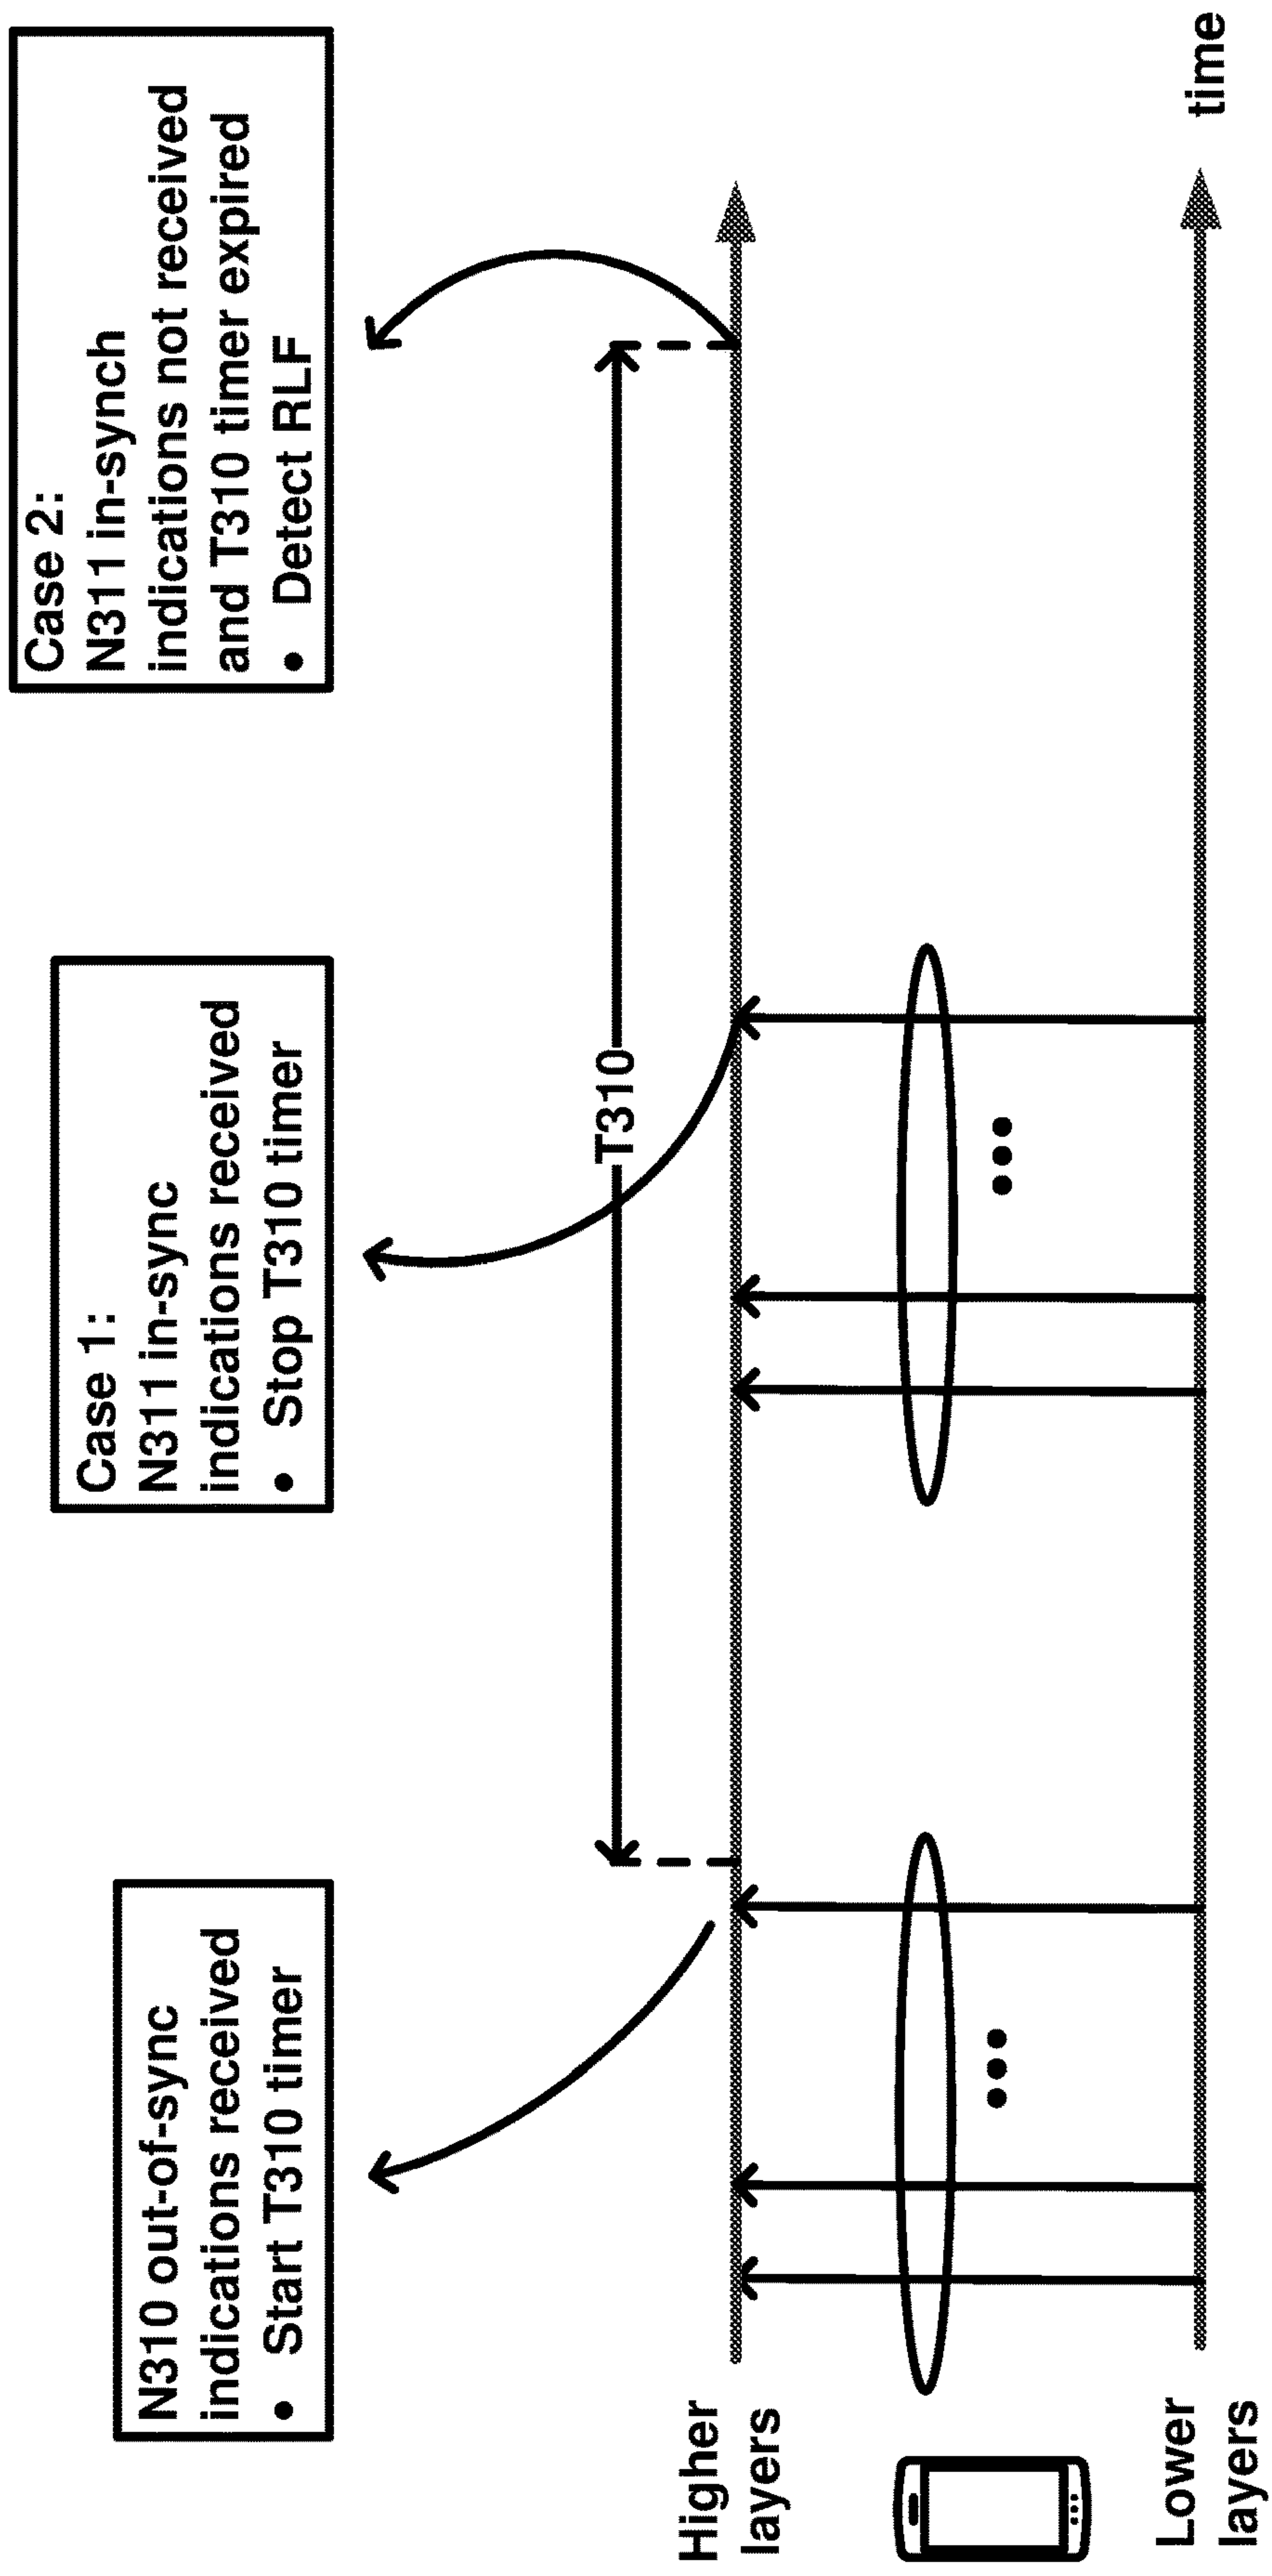 N310 out-of-sync
indications received
• Start T310 timer
Case 1:
N311 in-sync
indications received
• Stop T310 timer
Case 2:
N311 in-synch
indications not received
and T310 timer expired
• Detect RLF
T310
Higher
layers
Lower
layers
time